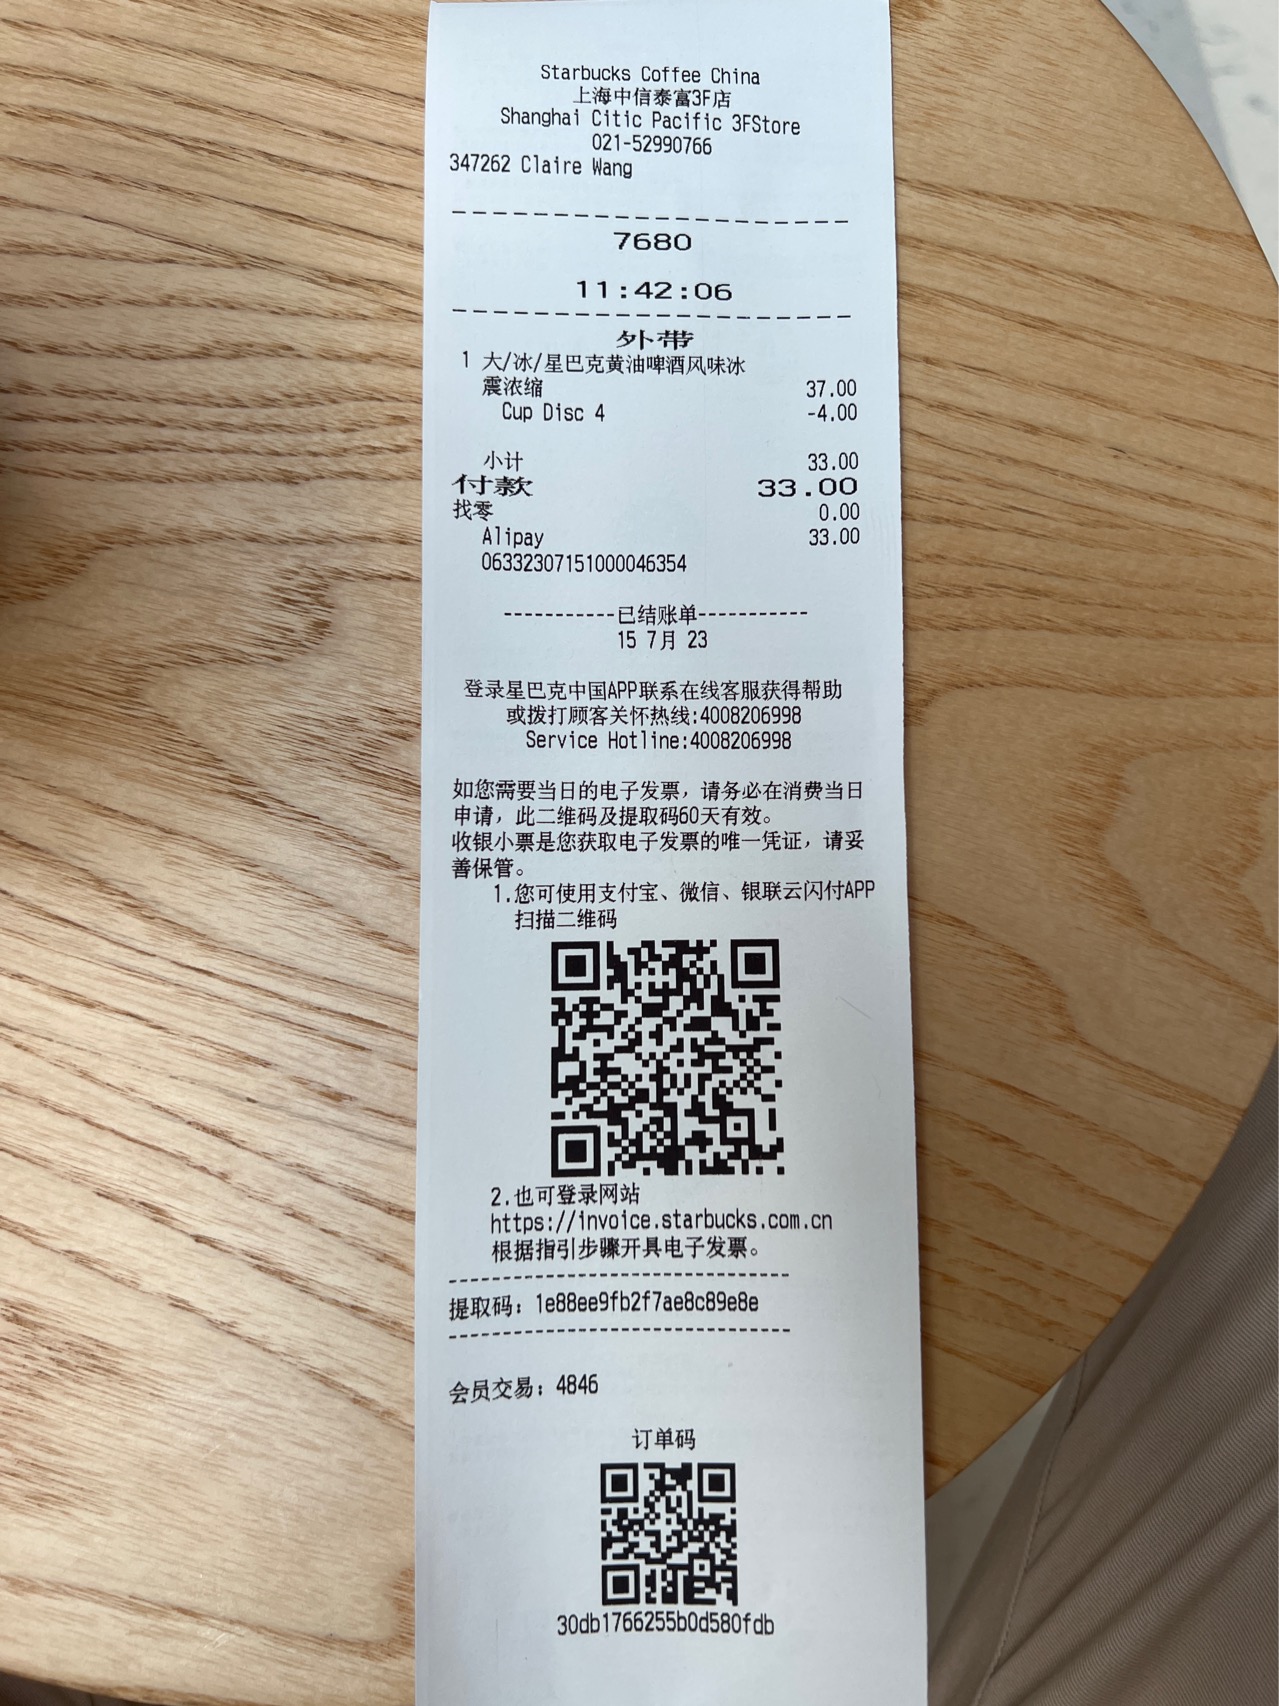 Starbucks Coffee China
上海中信泰富3F店
Shanghai Citic Pacific 3FStore
021-52990766
347262 Claire Wang
7680
11:42:06
外带
1 大/冰/星巴克黄油啤酒风味冰
震浓缩 37.00
Cup Disc 4 -4.00
小计 33.00
付款 33.00
找零 0.00
Alipay 33.00
06332307151000046354
-----------已结账单-----------
15 7月 23
登录星巴克中国APP联系在线客服获得帮助
或拨打顾客关怀热线:4008206998
Service Hotline:4008206998
如您需要当日的电子发票，请务必在消费当日
申请，此二维码及提取码60天有效。
收银小票是您获取电子发票的唯一凭证，请妥
善保管。
1.您可使用支付宝、微信、银联云闪付APP
扫描二维码
2.也可登录网站
https://invoice.starbucks.com.cn
根据指引步骤开具电子发票。
提取码：1e88ee9fb2f7ae8c89e8e
会员交易：4846
订单码
30db1766255b0d580fdb